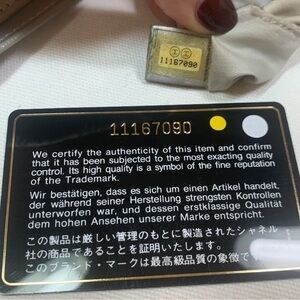 11167090
11167090
We certify the authenticity of this item and confirm
that it has been subjected to the most exacting quality
control. Its high quality is a symbol of the fine reputation
of the Trademark.
Wir bestätigen, dass es sich um einen Artikel handelt,
der während seiner Herstellung strengsten Kontrollen
unterworfen war, und dessen erstklassige Qualität
dem hohen Ansehen unserer Marke entspricht.
この製品は厳しい管理のもとに製造されたシャネル
社の商品であることを証明いたします。
このブランド・マークは最高級品質の象徴で